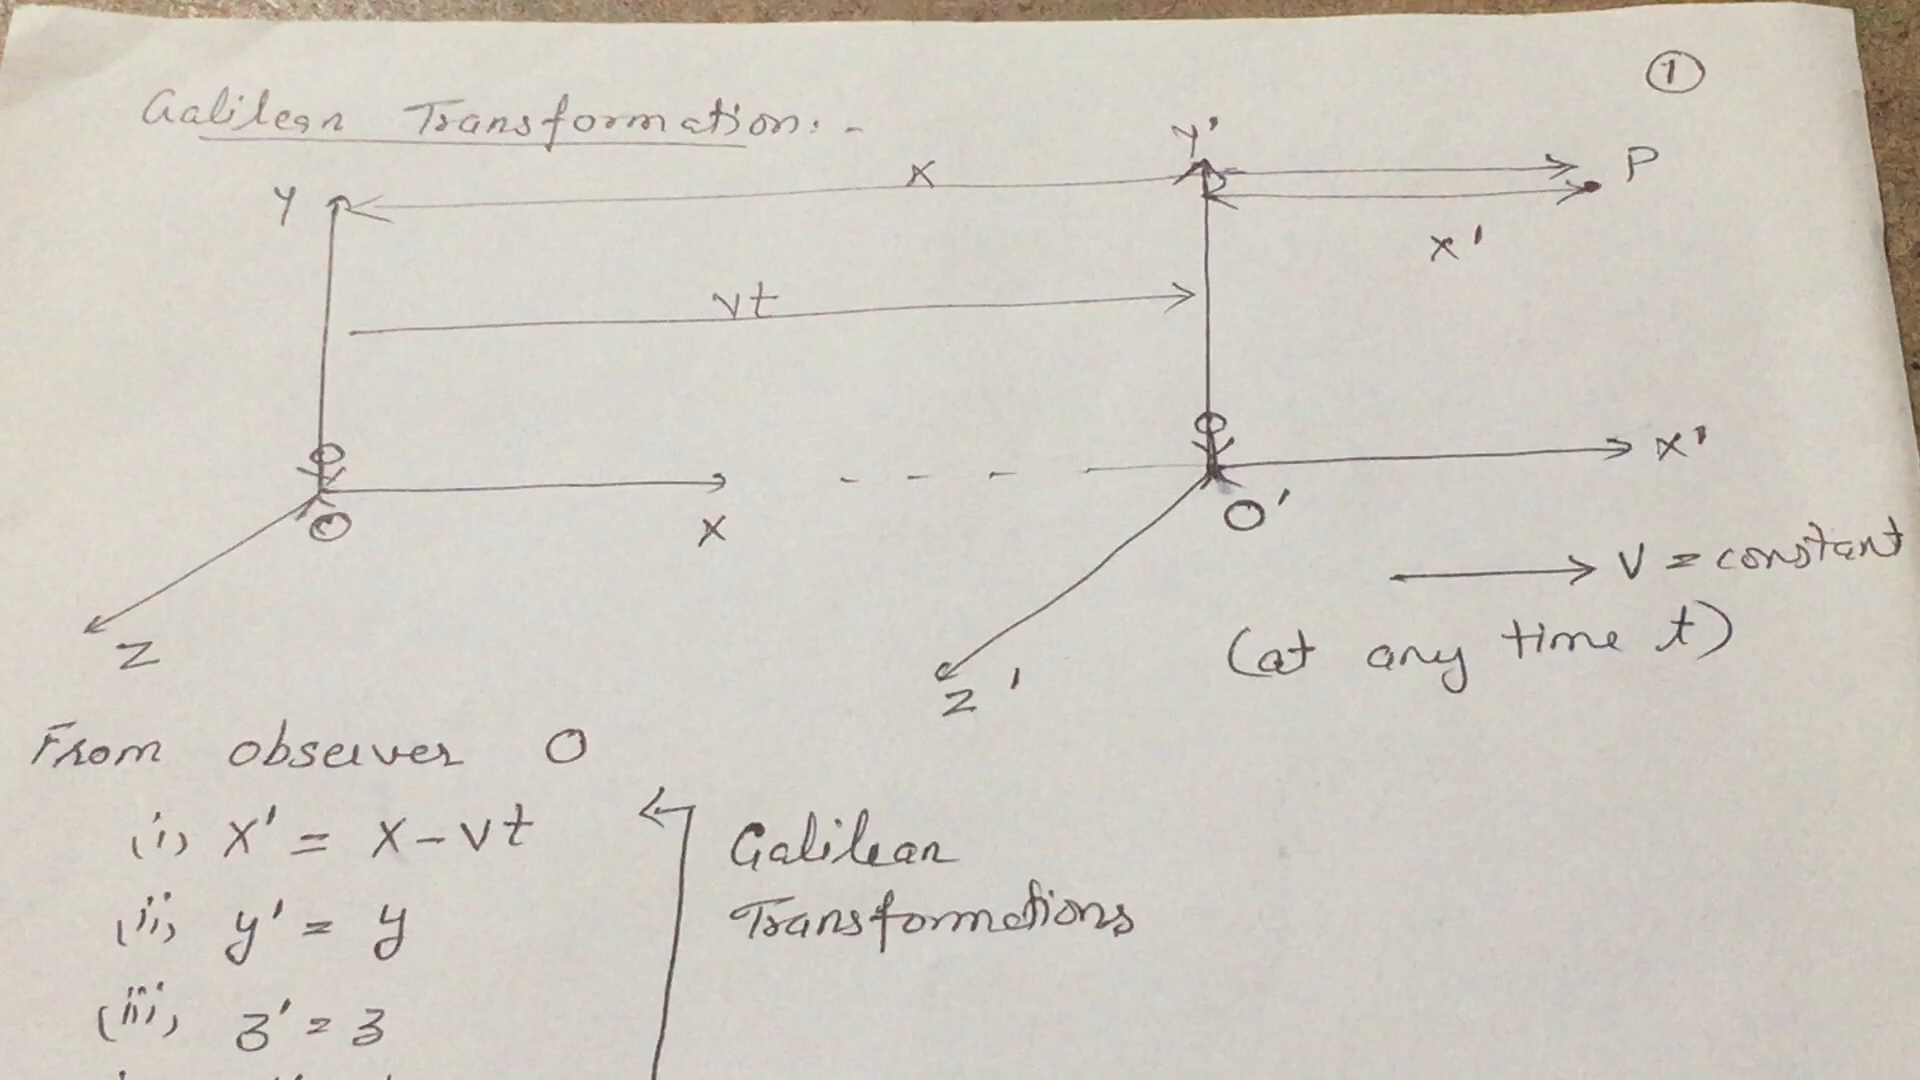 ①
Galilean Transformation:-
Y'
X
P
Y
X'
vt
X'
O
X
O'
V = constant
Z
(at any time t)
Z'
From observer O
(i) X' = X - vt
Galilean
(ii) y' = y
Transformations
(iii) z' = z